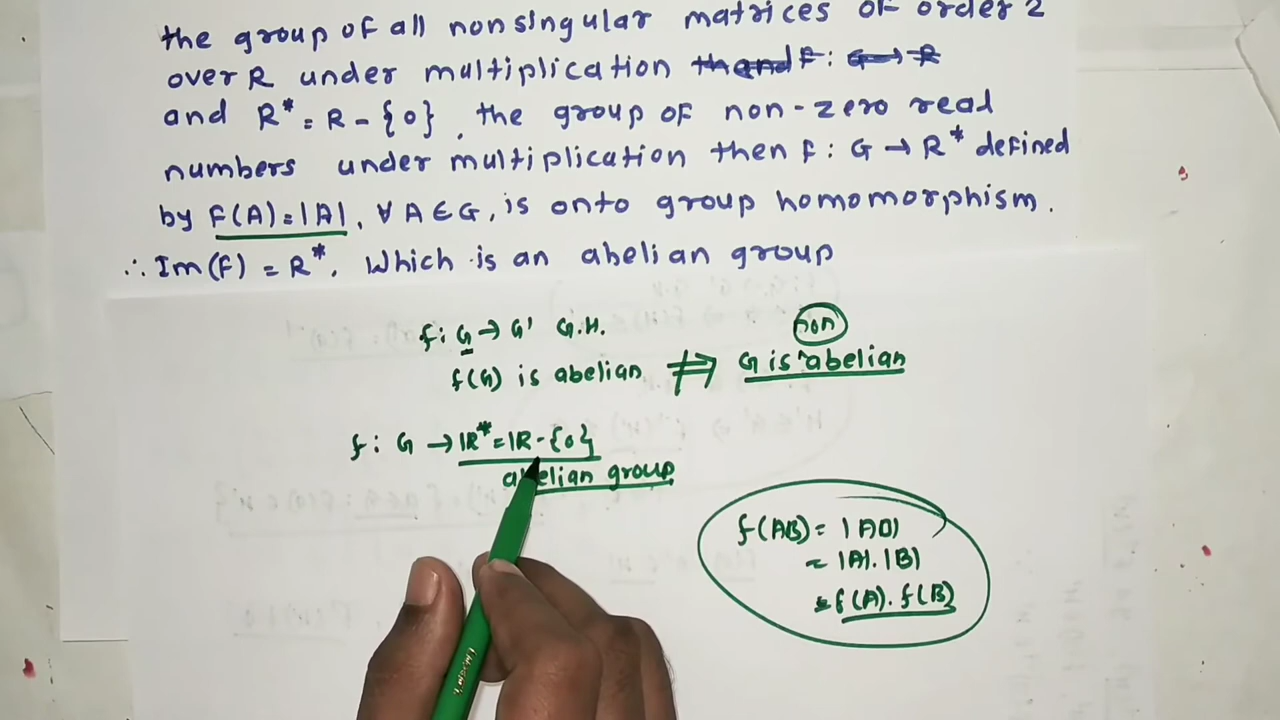 the group of all nonsingular matrices of order 2
over R under multiplication
and R* = R - {0}, the group of non-zero real
numbers under multiplication then f : G → R* defined
by F(A) = |A|, ∀ A ∈ G, is onto group homomorphism.
∴ Im(F) = R*. Which is an abelian group
f : G → G' G.H.
non
f(G) is abelian ⇏ G is ^abelian
f : G → IR* = IR - {0}
abelian group
f(AB) = |AB|
= |A|.|B|
= f(A). f(B)